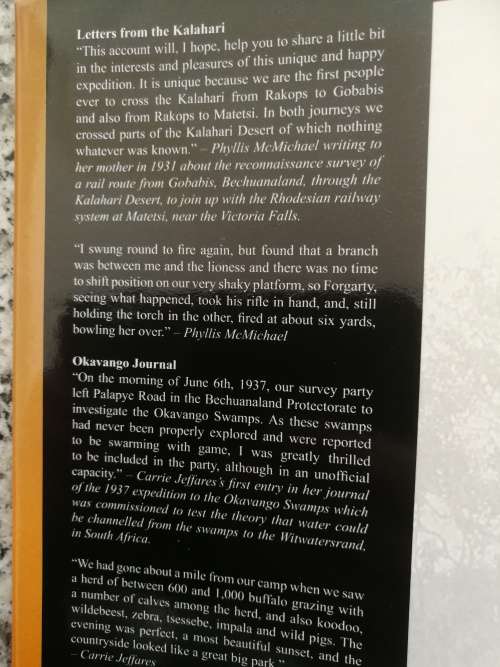 Letters from the Kalahari
“This account will, I hope, help you to share a little bit
in the interests and pleasures of this unique and happy
expedition. It is unique because we are the first people
ever to cross the Kalahari from Rakops to Gobabis
and also from Rakops to Matetsi. In both journeys we
crossed parts of the Kalahari Desert of which nothing
whatever was known.” – Phyllis McMichael writing to
her mother in 1931 about the reconnaissance survey of
a rail route from Gobabis, Bechuanaland, through the
Kalahari Desert, to join up with the Rhodesian railway
system at Matetsi, near the Victoria Falls.
“I swung round to fire again, but found that a branch
was between me and the lioness and there was no time
to shift position on our very shaky platform, so Forgarty,
seeing what happened, took his rifle in hand, and, still
holding the torch in the other, fired at about six yards,
bowling her over.” – Phyllis McMichael
Okavango Journal
“On the morning of June 6th, 1937, our survey party
left Palapye Road in the Bechuanaland Protectorate to
investigate the Okavango Swamps. As these swamps
had never been properly explored and were reported
to be swarming with game, I was greatly thrilled
to be included in the party, although in an unofficial
capacity.” – Carrie Jeffares’s first entry in her journal
of the 1937 expedition to the Okavango Swamps which
was commissioned to test the theory that water could
be channelled from the swamps to the Witwatersrand,
in South Africa.
“We had gone about a mile from our camp when we saw
a herd of between 600 and 1,000 buffalo grazing with
a number of calves among the herd, and also koodoo,
wildebeest, zebra, tsessebe, impala and wild pigs. The
evening was perfect, a most beautiful sunset, and the
countryside looked like a great big park.”
– Carrie Jeffares